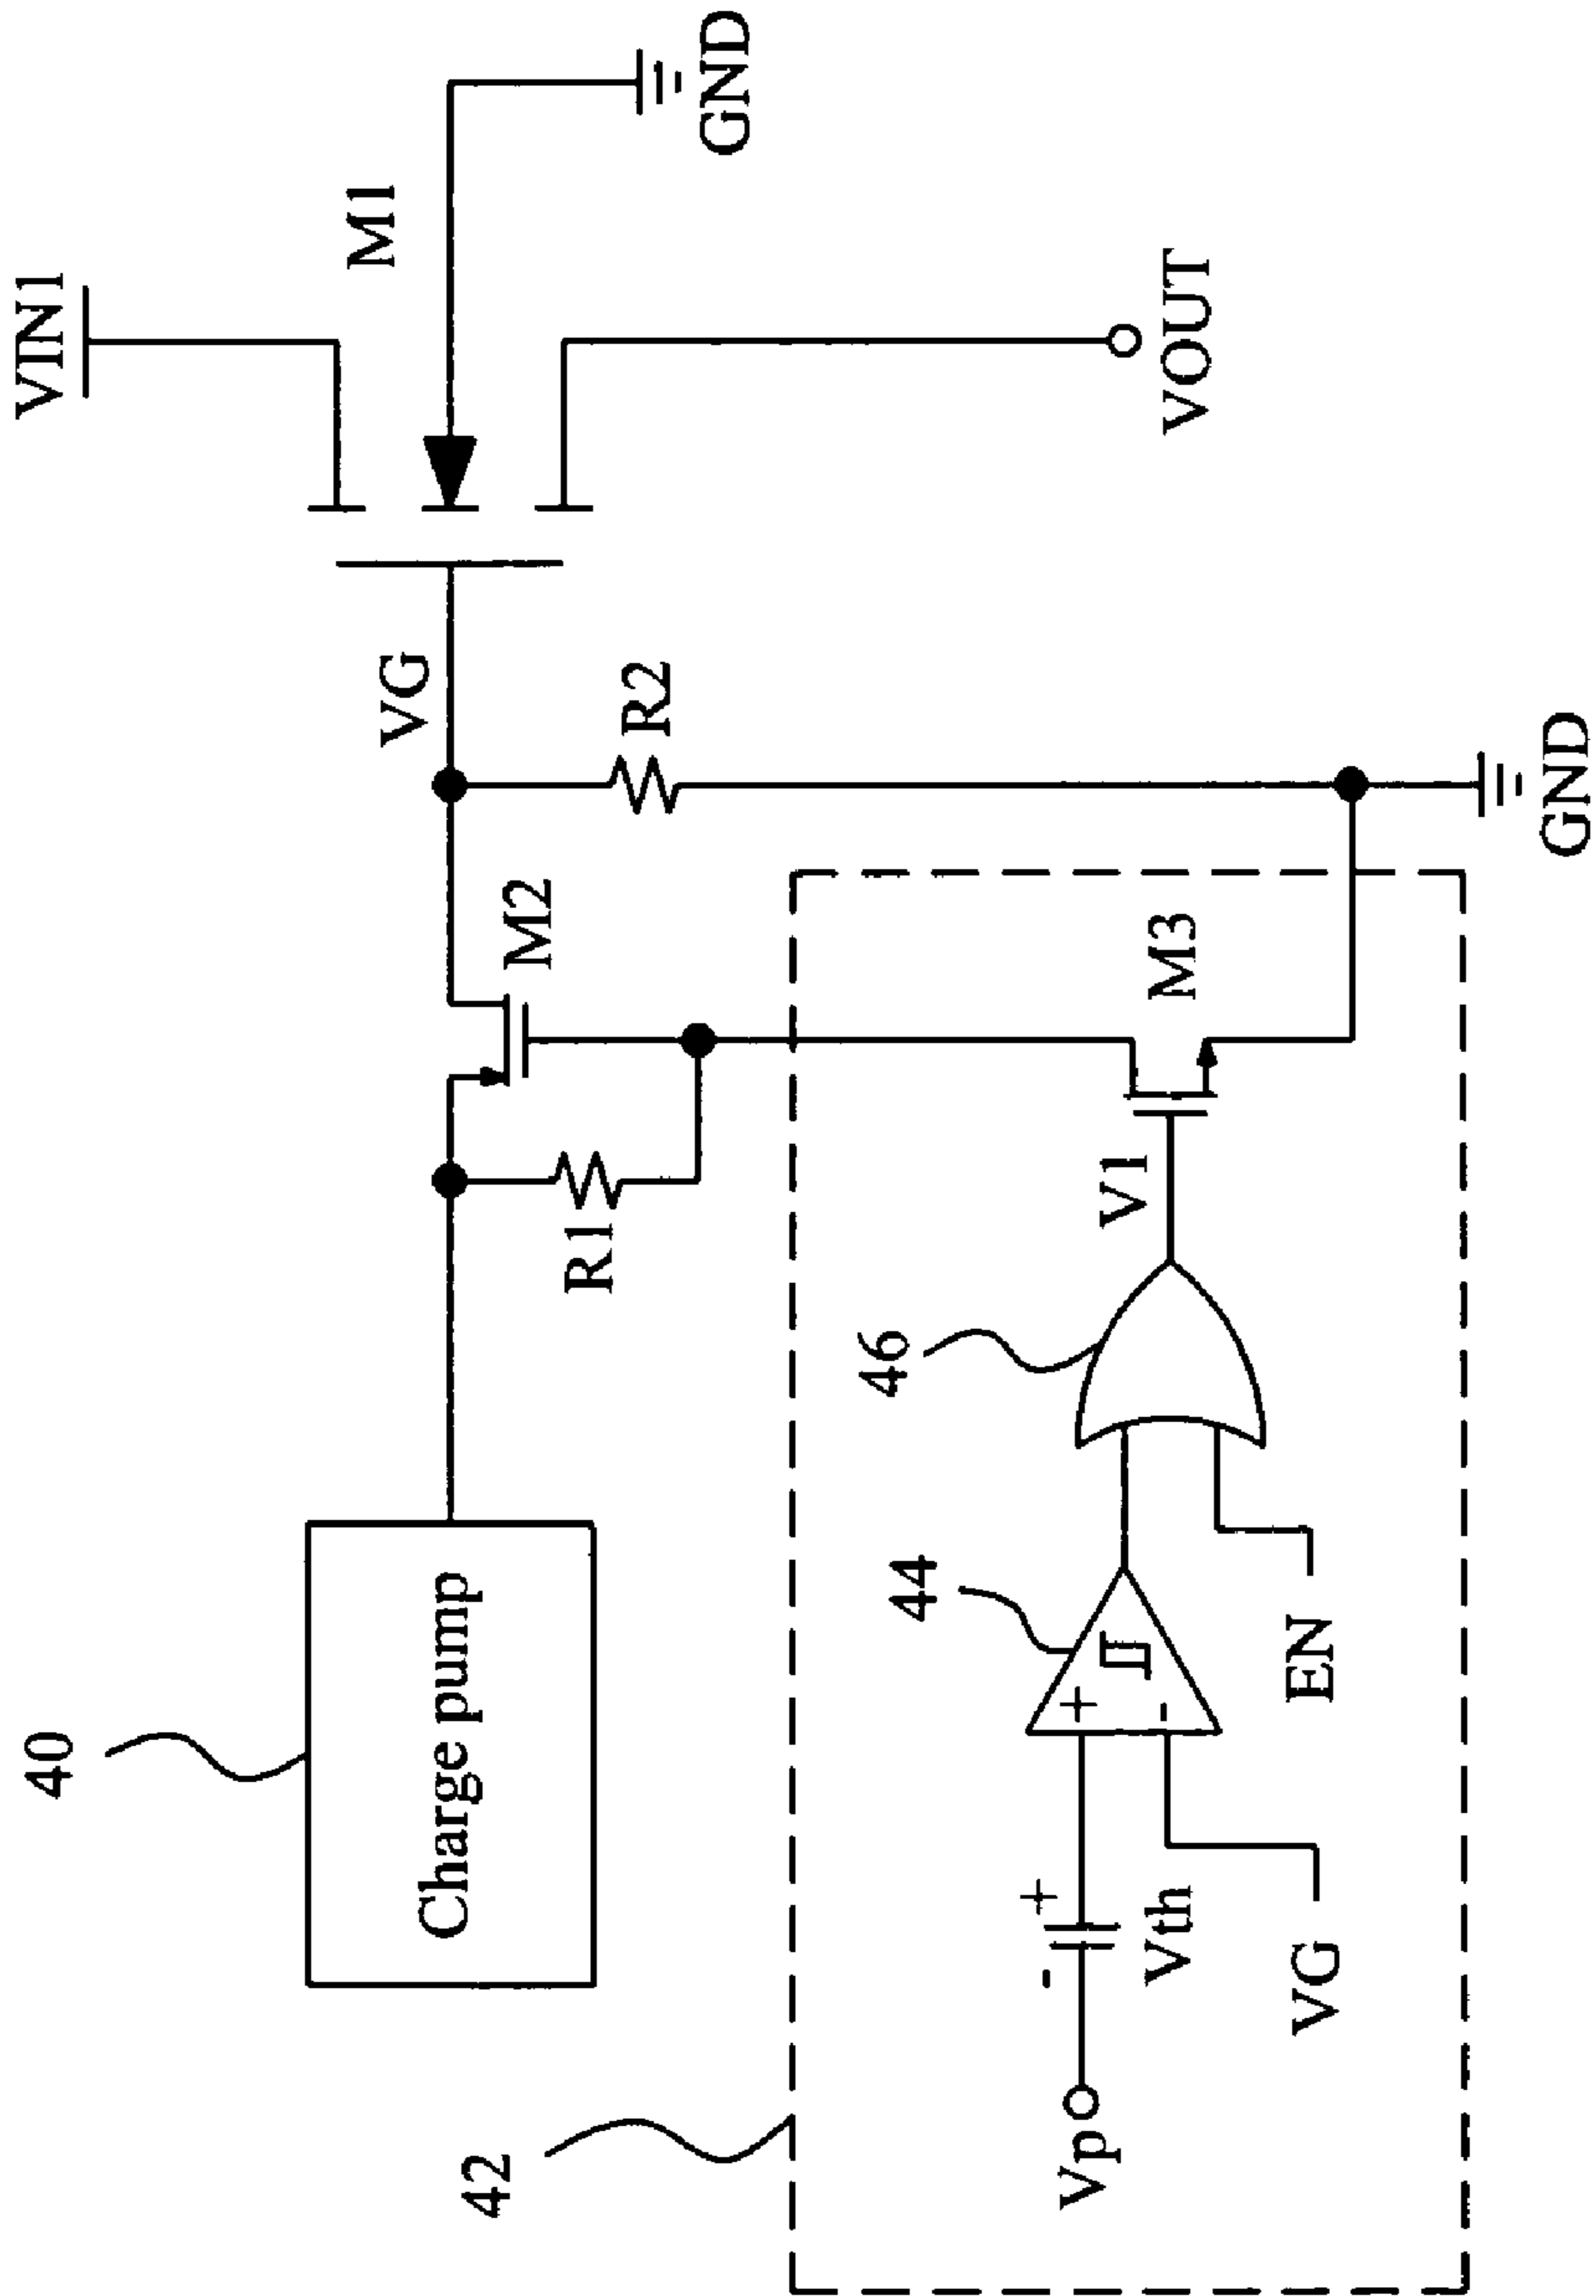 VIN1
M1
GND
VG
R2
VOUT
M2
R1
40
Charge pump
42
M3
V1
46
44
+
-
- +
Vth
Vp
VG
EN
GND